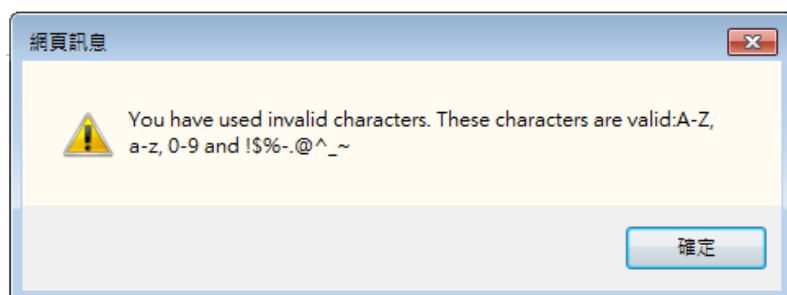 網頁訊息
You have used invalid characters. These characters are valid:A-Z,
a-z, 0-9 and !$%-.@^_~
確定